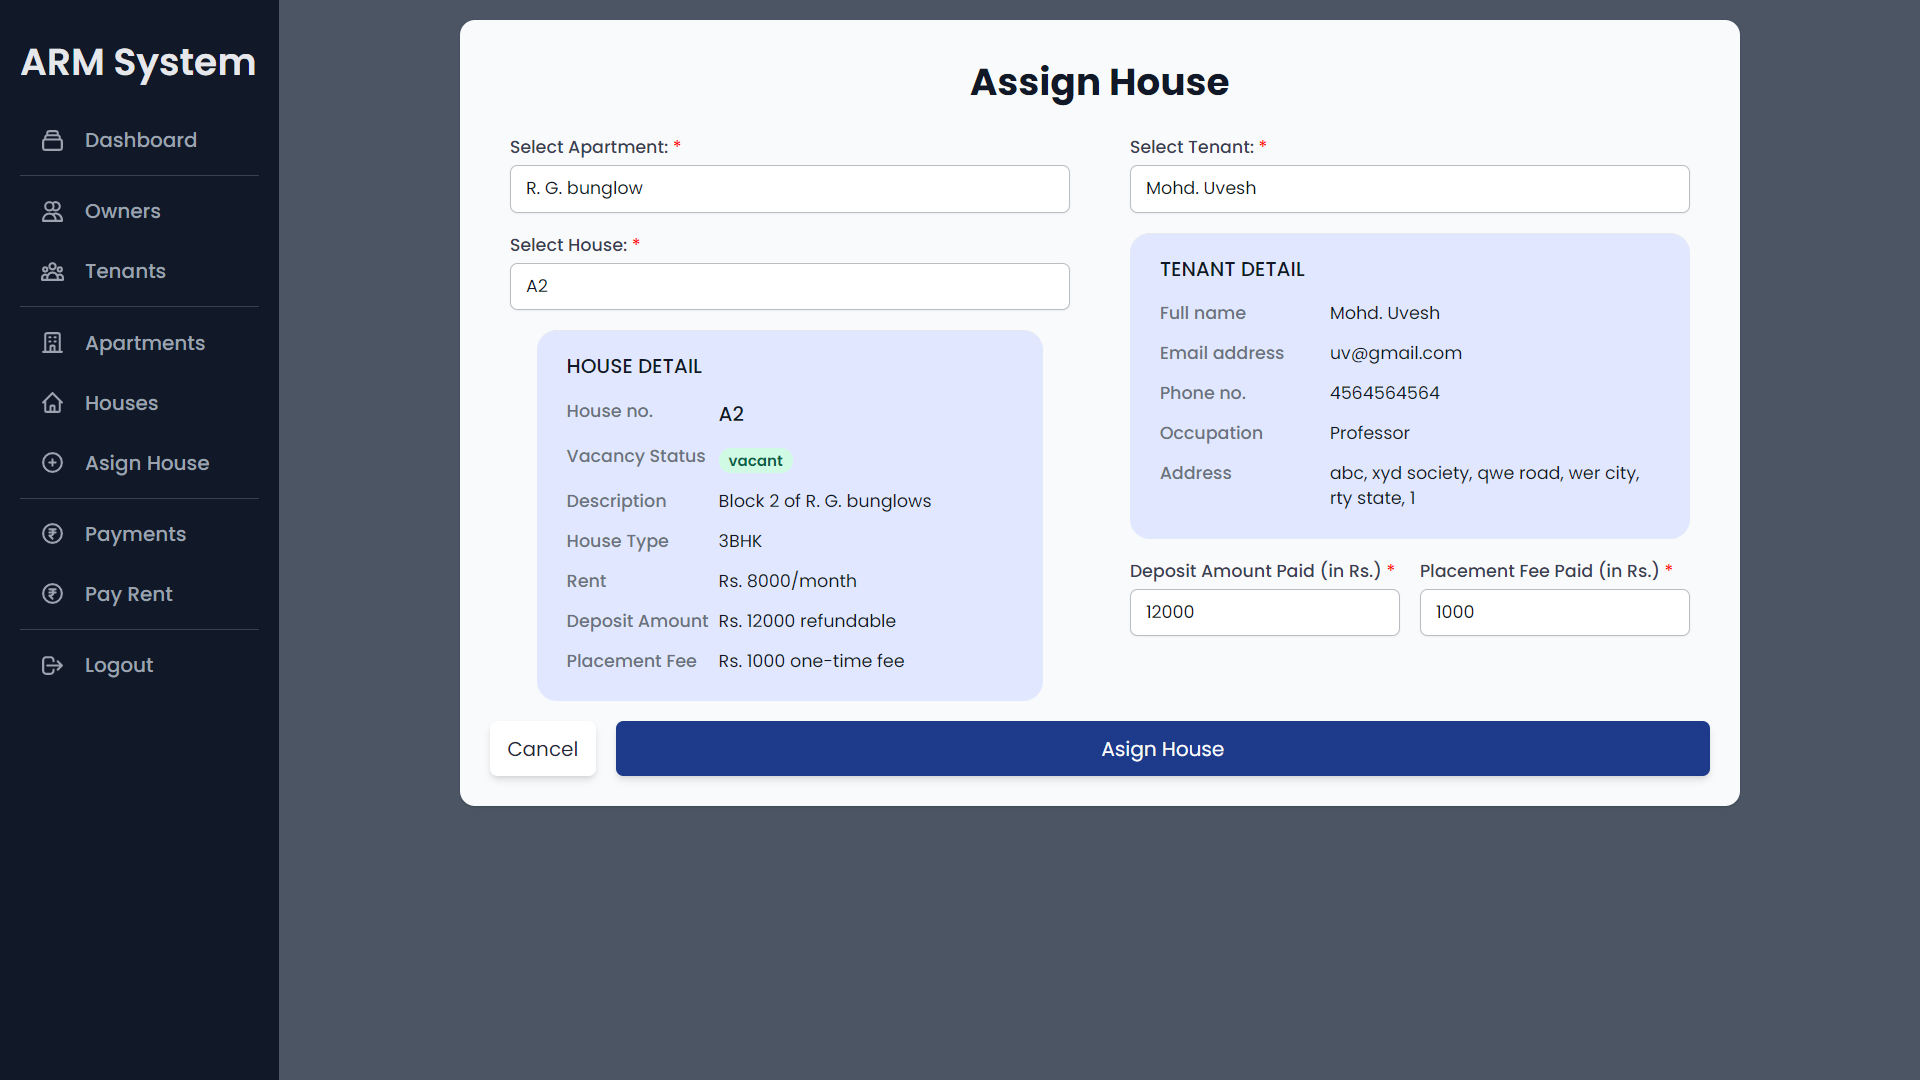 ARM System
Dashboard
Owners
Tenants
Apartments
Houses
Asign House
Payments
Pay Rent
Logout
Assign House
Select Apartment: *
R. G. bunglow
Select House: *
A2
HOUSE DETAIL
House no. A2
Vacancy Status vacant
Description Block 2 of R. G. bunglows
House Type 3BHK
Rent Rs. 8000/month
Deposit Amount Rs. 12000 refundable
Placement Fee Rs. 1000 one-time fee
Select Tenant: *
Mohd. Uvesh
TENANT DETAIL
Full name Mohd. Uvesh
Email address uv@gmail.com
Phone no. 4564564564
Occupation Professor
Address abc, xyd society, qwe road, wer city,
rty state, 1
Deposit Amount Paid (in Rs.) * Placement Fee Paid (in Rs.) *
12000 1000
Cancel Asign House